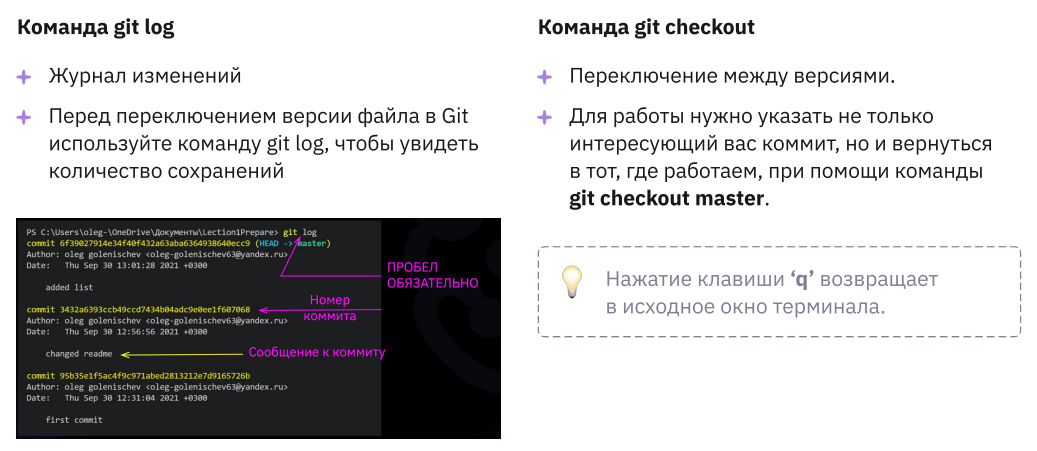 Команда git log
Журнал изменений
Перед переключением версии файла в Git
используйте команду git log, чтобы увидеть
количество сохранений
PS C:\Users\oleg-\OneDrive\Документы\Lection1Prepare> git log
commit 6f39027914e34f40f432a63aba6364938640ecc9 (HEAD -> master)
Author: oleg golenischev <oleg-golenischev63@yandex.ru>
Date:   Thu Sep 30 13:01:28 2021 +0300
added list
ПРОБЕЛ
ОБЯЗАТЕЛЬНО
Номер
коммита
commit 3432a6393ccb49ccd7434b04adc9e0ee1f607068
Author: oleg golenischev <oleg-golenischev63@yandex.ru>
Date:   Thu Sep 30 12:56:56 2021 +0300
changed readme
Сообщение к коммиту
commit 95b35e1f5ac4f9c971abed2813212e7d9165726b
Author: oleg golenischev <oleg-golenischev63@yandex.ru>
Date:   Thu Sep 30 12:31:04 2021 +0300
first commit
Команда git checkout
Переключение между версиями.
Для работы нужно указать не только
интересующий вас коммит, но и вернуться
в тот, где работаем, при помощи команды
git checkout master.
Нажатие клавиши ‘q’ возвращает
в исходное окно терминала.